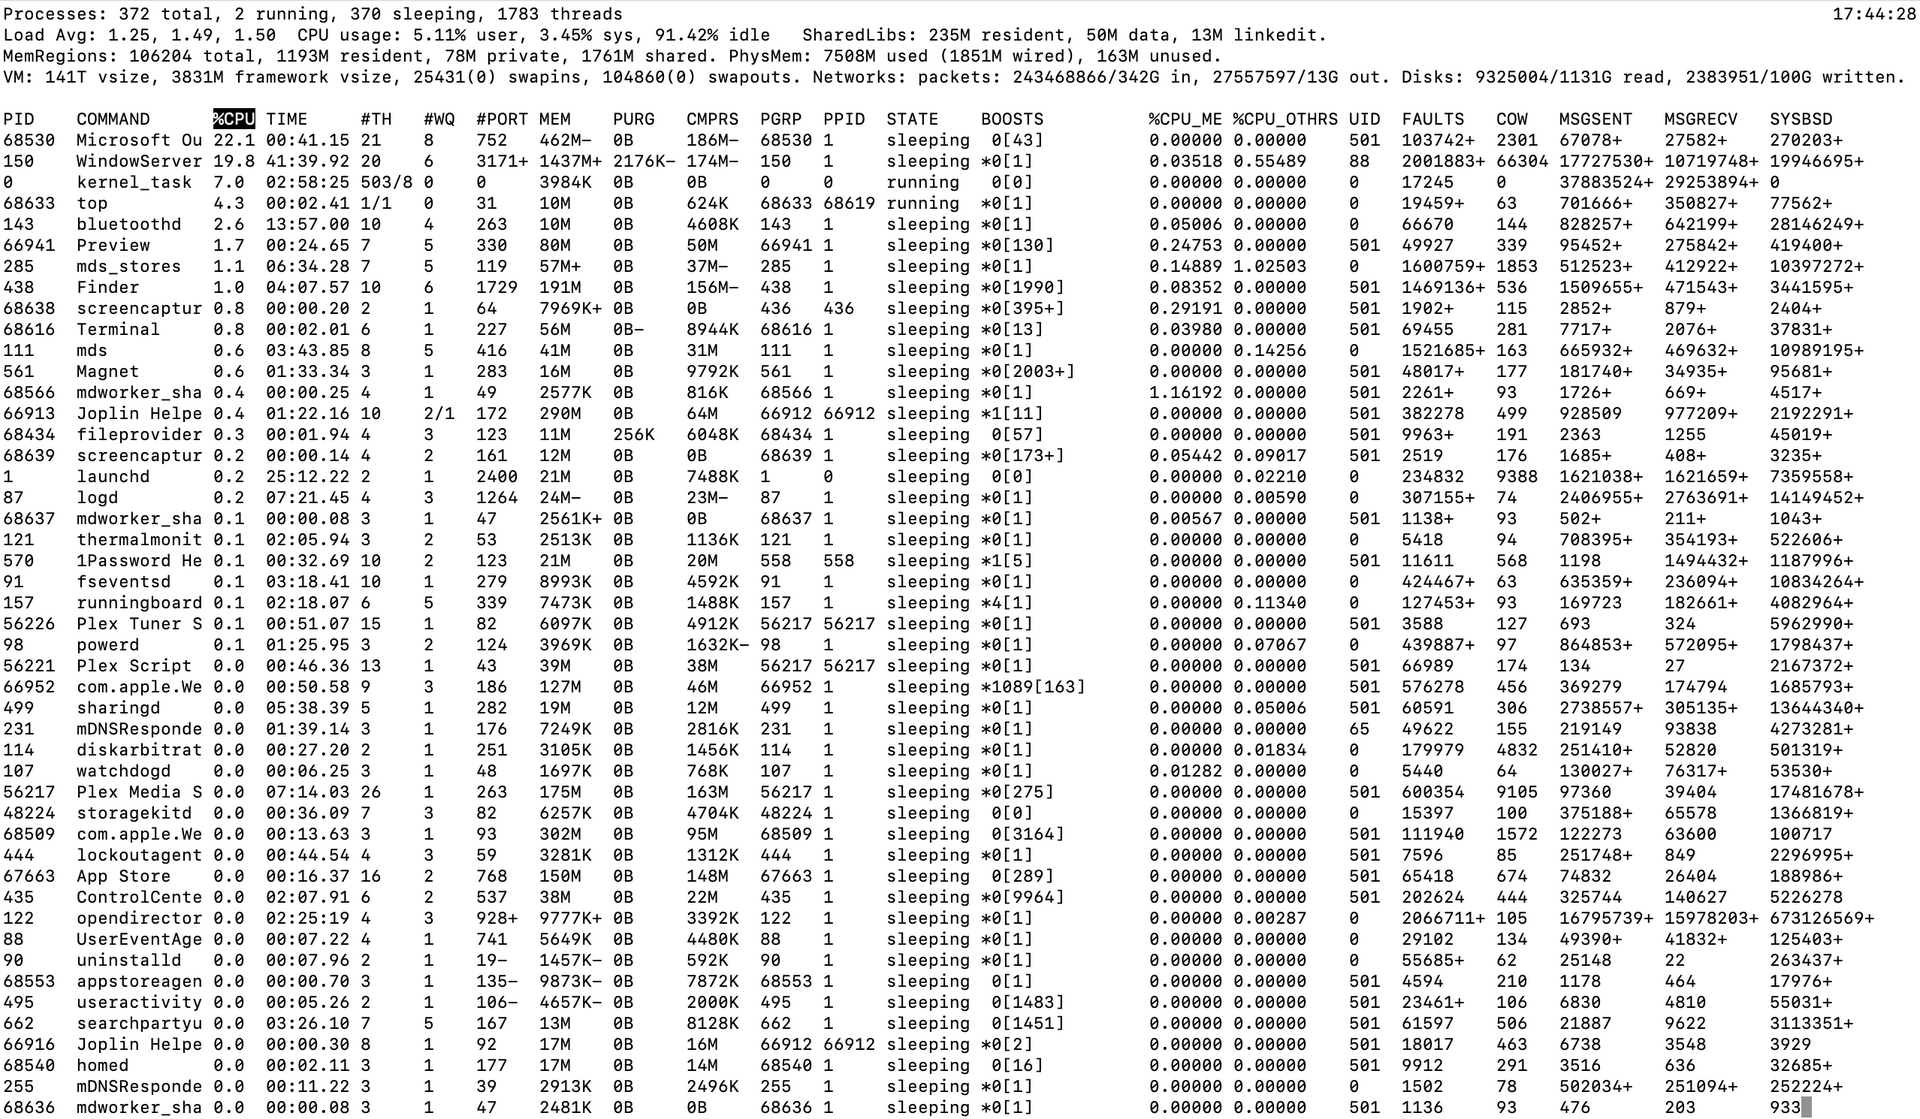 Processes: 372 total, 2 running, 370 sleeping, 1783 threads 17:44:28
Load Avg: 1.25, 1.49, 1.50 CPU usage: 5.11% user, 3.45% sys, 91.42% idle SharedLibs: 235M resident, 50M data, 13M linkedit.
MemRegions: 106204 total, 1193M resident, 78M private, 1761M shared. PhysMem: 7508M used (1851M wired), 163M unused.
VM: 141T vsize, 3831M framework vsize, 25431(0) swapins, 104860(0) swapouts. Networks: packets: 243468866/342G in, 27557597/13G out. Disks: 9325004/1131G read, 2383951/100G written.
PID COMMAND %CPU TIME #TH #WQ #PORT MEM PURG CMPRS PGRP PPID STATE BOOSTS %CPU_ME %CPU_OTHRS UID FAULTS COW MSGSENT MSGRECV SYSBSD
68530 Microsoft Ou 22.1 00:41.15 21 8 752 462M- 0B 186M- 68530 1 sleeping 0[43] 0.00000 0.00000 501 103742+ 2301 67078+ 27582+ 270203+
150 WindowServer 19.8 41:39.92 20 6 3171+ 1437M+ 2176K- 174M- 150 1 sleeping *0[1] 0.03518 0.55489 88 2001883+ 66304 17727530+ 10719748+ 19946695+
0 kernel_task 7.0 02:58:25 503/8 0 0 3984K 0B 0B 0 0 running 0[0] 0.00000 0.00000 0 17245 0 37883524+ 29253894+ 0
68633 top 4.3 00:02.41 1/1 0 31 10M 0B 624K 68633 68619 running *0[1] 0.00000 0.00000 0 19459+ 63 701666+ 350827+ 77562+
143 bluetoothd 2.6 13:57.00 10 4 263 10M 0B 4608K 143 1 sleeping *0[1] 0.05006 0.00000 0 66670 144 828257+ 642199+ 28146249+
66941 Preview 1.7 00:24.65 7 5 330 80M 0B 50M 66941 1 sleeping *0[130] 0.24753 0.00000 501 49927 339 95452+ 275842+ 419400+
285 mds_stores 1.1 06:34.28 7 5 119 57M+ 0B 37M- 285 1 sleeping *0[1] 0.14889 1.02503 0 1600759+ 1853 512523+ 412922+ 10397272+
438 Finder 1.0 04:07.57 10 6 1729 191M 0B 156M- 438 1 sleeping *0[1990] 0.08352 0.00000 501 1469136+ 536 1509655+ 471543+ 3441595+
68638 screencaptur 0.8 00:00.20 2 1 64 7969K+ 0B 0B 436 436 sleeping *0[395+] 0.29191 0.00000 501 1902+ 115 2852+ 879+ 2404+
68616 Terminal 0.8 00:02.01 6 1 227 56M 0B- 8944K 68616 1 sleeping *0[13] 0.03980 0.00000 501 69455 281 7717+ 2076+ 37831+
111 mds 0.6 03:43.85 8 5 416 41M 0B 31M 111 1 sleeping *0[1] 0.00000 0.14256 0 1521685+ 163 665932+ 469632+ 10989195+
561 Magnet 0.6 01:33.34 3 1 283 16M 0B 9792K 561 1 sleeping *0[2003+] 0.00000 0.00000 501 48017+ 177 181740+ 34935+ 95681+
68566 mdworker_sha 0.4 00:00.25 4 1 49 2577K 0B 816K 68566 1 sleeping *0[1] 1.16192 0.00000 501 2261+ 93 1726+ 669+ 4517+
66913 Joplin Helpe 0.4 01:22.16 10 2/1 172 290M 0B 64M 66912 66912 sleeping *1[11] 0.00000 0.00000 501 382278 499 928509 977209+ 2192291+
68434 fileprovider 0.3 00:01.94 4 3 123 11M 256K 6048K 68434 1 sleeping 0[57] 0.00000 0.00000 501 9963+ 191 2363 1255 45019+
68639 screencaptur 0.2 00:00.14 4 2 161 12M 0B 0B 68639 1 sleeping *0[173+] 0.05442 0.09017 501 2519 176 1685+ 408+ 3235+
1 launchd 0.2 25:12.22 2 1 2400 21M 0B 7488K 1 0 sleeping 0[0] 0.00000 0.02210 0 234832 9388 1621038+ 1621659+ 7359558+
87 logd 0.2 07:21.45 4 3 1264 24M- 0B 23M- 87 1 sleeping *0[1] 0.00000 0.00590 0 307155+ 74 2406955+ 2763691+ 14149452+
68637 mdworker_sha 0.1 00:00.08 3 1 47 2561K+ 0B 0B 68637 1 sleeping *0[1] 0.00567 0.00000 501 1138+ 93 502+ 211+ 1043+
121 thermalmonit 0.1 02:05.94 3 2 53 2513K 0B 1136K 121 1 sleeping *0[1] 0.00000 0.00000 0 5418 94 708395+ 354193+ 522606+
570 1Password He 0.1 00:32.69 10 2 123 21M 0B 20M 558 558 sleeping *1[5] 0.00000 0.00000 501 11611 568 1198 1494432+ 1187996+
91 fseventsd 0.1 03:18.41 10 1 279 8993K 0B 4592K 91 1 sleeping *0[1] 0.00000 0.00000 0 424467+ 63 635359+ 236094+ 10834264+
157 runningboard 0.1 02:18.07 6 5 339 7473K 0B 1488K 157 1 sleeping *4[1] 0.00000 0.11340 0 127453+ 93 169723 182661+ 4082964+
56226 Plex Tuner S 0.1 00:51.07 15 1 82 6097K 0B 4912K 56217 56217 sleeping *0[1] 0.00000 0.00000 501 3588 127 693 324 5962990+
98 powerd 0.1 01:25.95 3 2 124 3969K 0B 1632K- 98 1 sleeping *0[1] 0.00000 0.07067 0 439887+ 97 864853+ 572095+ 1798437+
56221 Plex Script 0.0 00:46.36 13 1 43 39M 0B 38M 56217 56217 sleeping *0[1] 0.00000 0.00000 501 66989 174 134 27 2167372+
66952 com.apple.We 0.0 00:50.58 9 3 186 127M 0B 46M 66952 1 sleeping *1089[163] 0.00000 0.00000 501 576278 456 369279 174794 1685793+
499 sharingd 0.0 05:38.39 5 1 282 19M 0B 12M 499 1 sleeping *0[1] 0.00000 0.05006 501 60591 306 2738557+ 305135+ 13644340+
231 mDNSResponde 0.0 01:39.14 3 1 176 7249K 0B 2816K 231 1 sleeping *0[1] 0.00000 0.00000 65 49622 155 219149 93838 4273281+
114 diskarbitrat 0.0 00:27.20 2 1 251 3105K 0B 1456K 114 1 sleeping *0[1] 0.00000 0.01834 0 179979 4832 251410+ 52820 501319+
107 watchdogd 0.0 00:06.25 3 1 48 1697K 0B 768K 107 1 sleeping *0[1] 0.01282 0.00000 0 5440 64 130027+ 76317+ 53530+
56217 Plex Media S 0.0 07:14.03 26 1 263 175M 0B 163M 56217 1 sleeping *0[275] 0.00000 0.00000 501 600354 9105 97360 39404 17481678+
48224 storagekitd 0.0 00:36.09 7 3 82 6257K 0B 4704K 48224 1 sleeping 0[0] 0.00000 0.00000 0 15397 100 375188+ 65578 1366819+
68509 com.apple.We 0.0 00:13.63 3 1 93 302M 0B 95M 68509 1 sleeping 0[3164] 0.00000 0.00000 501 111940 1572 122273 63600 100717
444 lockoutagent 0.0 00:44.54 4 3 59 3281K 0B 1312K 444 1 sleeping *0[1] 0.00000 0.00000 501 7596 85 251748+ 849 2296995+
67663 App Store 0.0 00:16.37 16 2 768 150M 0B 148M 67663 1 sleeping 0[289] 0.00000 0.00000 501 65418 674 74832 26404 188986+
435 ControlCente 0.0 02:07.91 6 2 537 38M 0B 22M 435 1 sleeping *0[9964] 0.00000 0.00000 501 202624 444 325744 140627 5226278
122 opendirector 0.0 02:25:19 4 3 928+ 9777K+ 0B 3392K 122 1 sleeping *0[1] 0.00000 0.00287 0 2066711+ 105 16795739+ 15978203+ 673126569+
88 UserEventAge 0.0 00:07.22 4 1 741 5649K 0B 4480K 88 1 sleeping *0[1] 0.00000 0.00000 0 29102 134 49390+ 41832+ 125403+
90 uninstalld 0.0 00:07.96 2 1 19- 1457K- 0B 592K 90 1 sleeping *0[1] 0.00000 0.00000 0 55685+ 62 25148 22 263437+
68553 appstoreagen 0.0 00:00.70 3 1 135- 9873K- 0B 7872K 68553 1 sleeping 0[1] 0.00000 0.00000 501 4594 210 1178 464 17976+
495 useractivity 0.0 00:05.26 2 1 106- 4657K- 0B 2000K 495 1 sleeping 0[1483] 0.00000 0.00000 501 23461+ 106 6830 4810 55031+
662 searchpartyu 0.0 03:26.10 7 5 167 13M 0B 8128K 662 1 sleeping 0[1451] 0.00000 0.00000 501 61597 506 21887 9622 3113351+
66916 Joplin Helpe 0.0 00:00.30 8 1 92 17M 0B 16M 66912 66912 sleeping *0[2] 0.00000 0.00000 501 18017 463 6738 3548 3929
68540 homed 0.0 00:02.11 3 1 177 17M 0B 14M 68540 1 sleeping 0[16] 0.00000 0.00000 501 9912 291 3516 636 32685+
255 mDNSResponde 0.0 00:11.22 3 1 39 2913K 0B 2496K 255 1 sleeping *0[1] 0.00000 0.00000 0 1502 78 502034+ 251094+ 252224+
68636 mdworker_sha 0.0 00:00.08 3 1 47 2481K 0B 0B 68636 1 sleeping *0[1] 0.00000 0.00000 501 1136 93 476 203 933